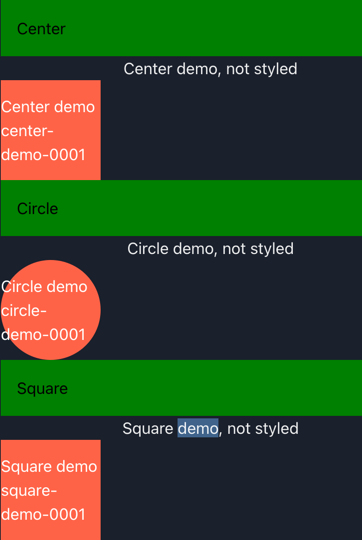 Center
Center demo, not styled
Center demo
center-
demo-0001
Circle
Circle demo, not styled
Circle demo
circle-
demo-0001
Square
Square demo, not styled
Square demo
square-
demo-0001